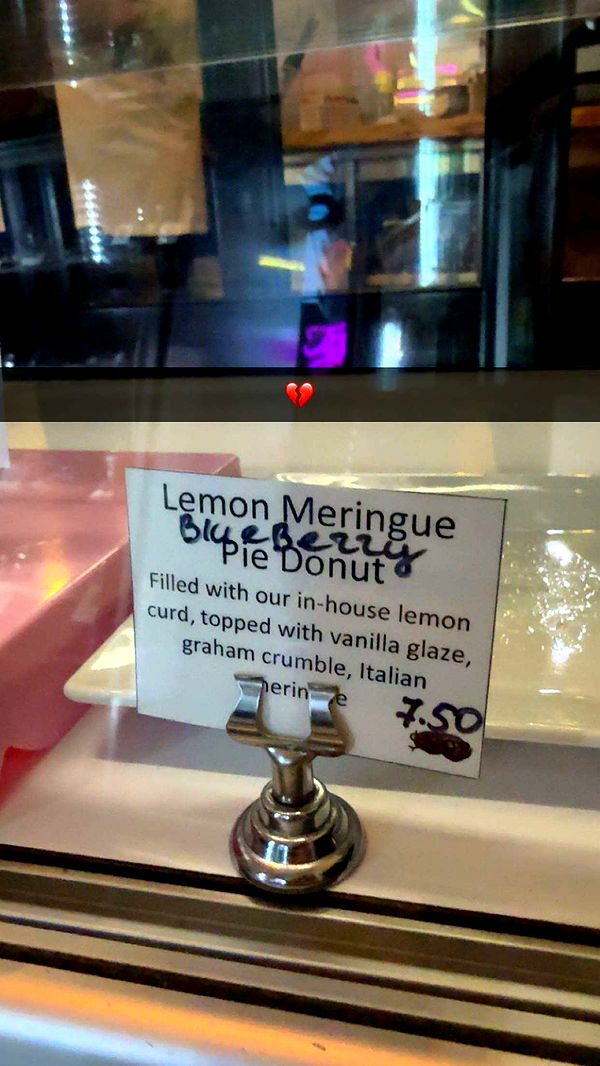 Lemon Meringue
BlueBerry
Pie Donut
Filled with our in-house lemon
curd, topped with vanilla glaze,
graham crumble, Italian
7.50